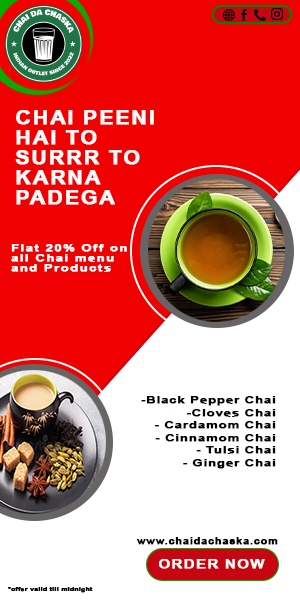 CHAI DA CHASKA
INDIAN OUTLET SINCE 2022
CHAI PEENI
HAI TO
SURRR TO
KARNA
PADEGA
Flat 20% Off on
all Chai menu
and Products
-Black Pepper Chai
-Cloves Chai
- Cardamom Chai
- Cinnamom Chai
- Tulsi Chai
- Ginger Chai
www.chaidachaska.com
ORDER NOW
*offer valid till midnight